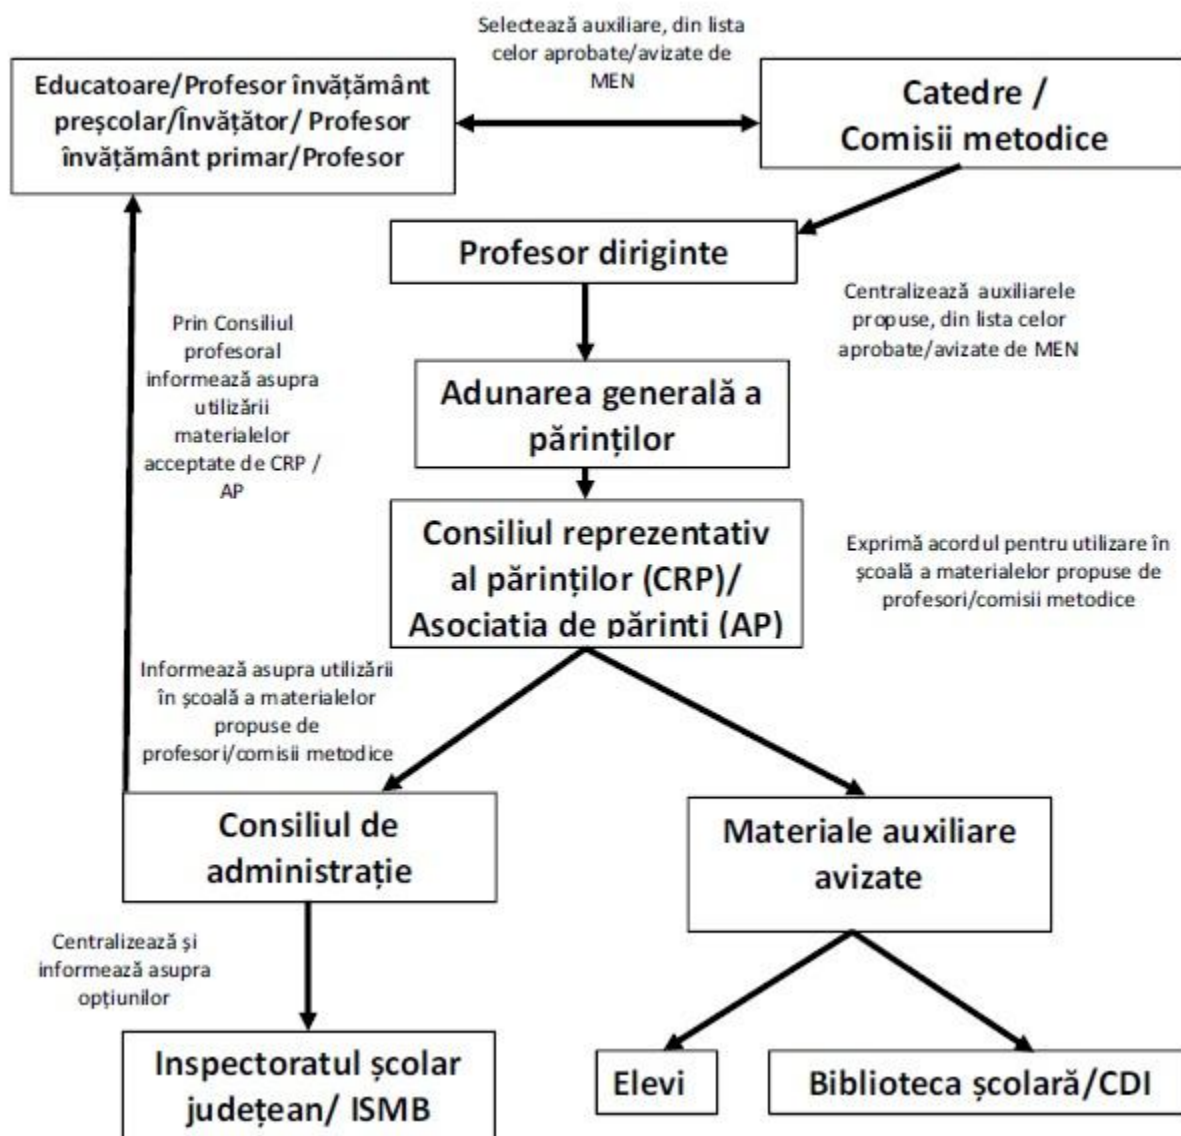 Selectează auxiliare, din lista
celor aprobate/avizate de
MEN
Educatoare/Profesor învățământ
preșcolar/Învățător/ Profesor
învățământ primar/Profesor
Catedre /
Comisii metodice
Profesor diriginte
Centralizează auxiliarele
propuse, din lista celor
aprobate/avizate de MEN
Prin Consiliul
profesoral
informează asupra
utilizării
materialelor
acceptate de CRP /
AP
Adunarea generală a
părinților
Consiliul reprezentativ
al părinților (CRP)/
Asociatia de părinti (AP)
Exprimă acordul pentru utilizare în
școală a materialelor propuse de
profesori/comisii metodice
Informează asupra utilizării
în școală a materialelor
propuse de
profesori/comisii metodice
Consiliul de
administrație
Materiale auxiliare
avizate
Centralizează și
informează asupra
opțiunilor
Inspectoratul școlar
județean/ ISMB
Elevi
Biblioteca școlară/CDI